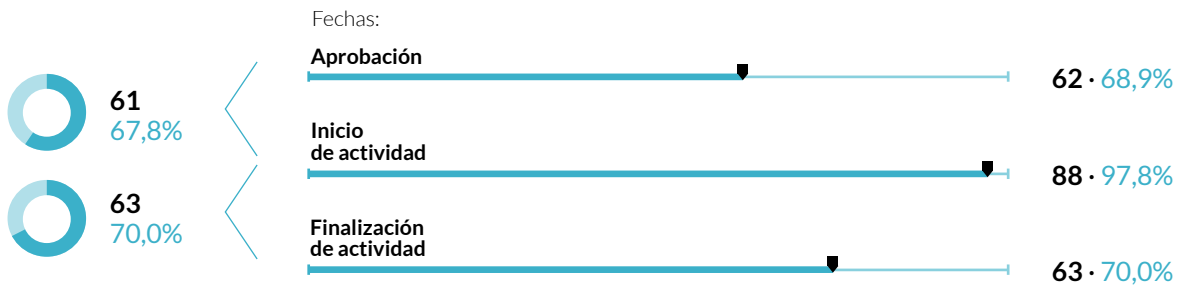 Fechas:
Aprobación
62 · 68,9%
61
67,8%
Inicio
de actividad
88 · 97,8%
63
70,0%
Finalización
de actividad
63 · 70,0%